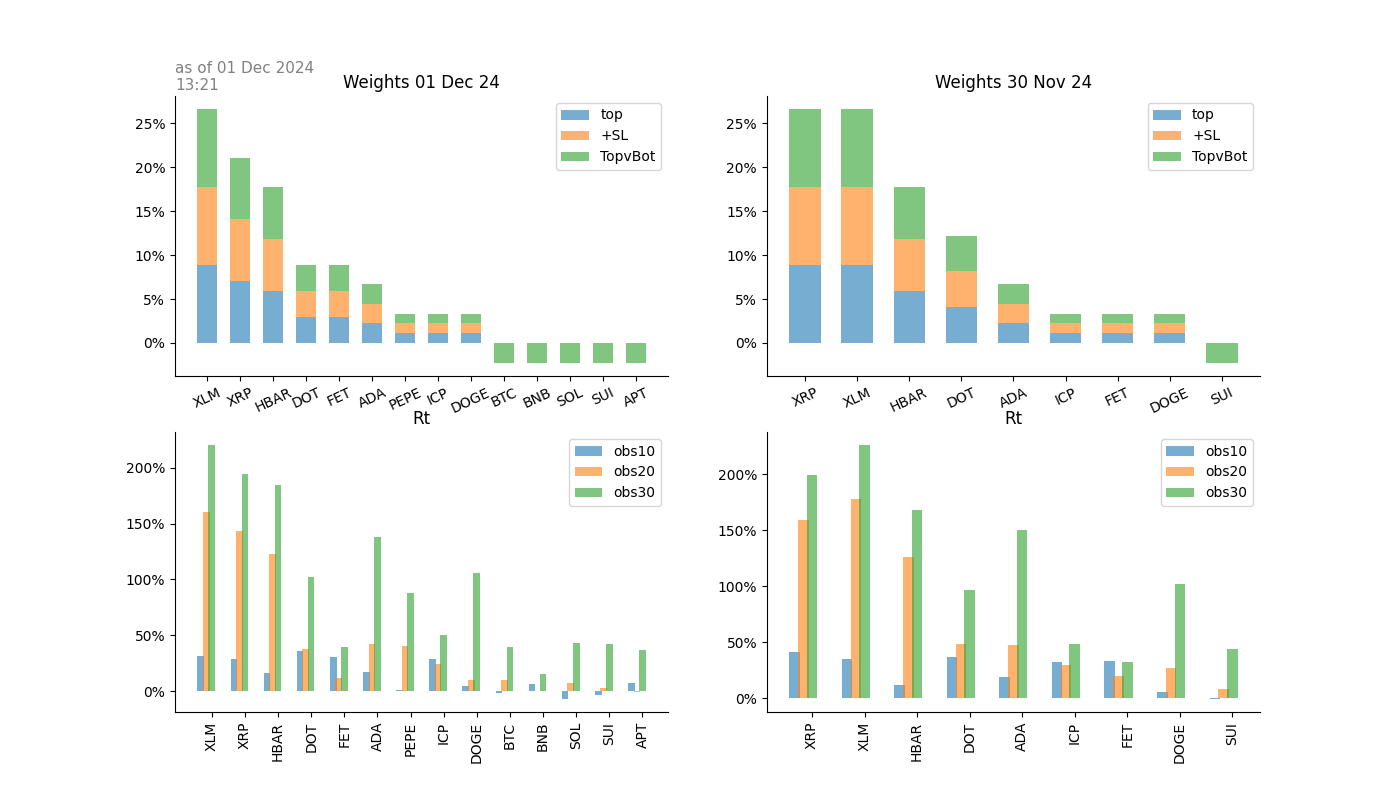 as of 01 Dec 2024
13:21
Weights 01 Dec 24
25%
20%
15%
10%
5%
0%
top
+SL
TopvBot
XLM XRP HBAR DOT FET ADA PEPE ICP DOGE BTC BNB SOL SUI APT
Weights 30 Nov 24
25%
20%
15%
10%
5%
0%
top
+SL
TopvBot
XRP XLM HBAR DOT ADA ICP FET DOGE SUI
Rt
200%
150%
100%
50%
0%
obs10
obs20
obs30
XLM XRP HBAR DOT FET ADA PEPE ICP DOGE BTC BNB SOL SUI APT
Rt
200%
150%
100%
50%
0%
obs10
obs20
obs30
XRP XLM HBAR DOT ADA ICP FET DOGE SUI